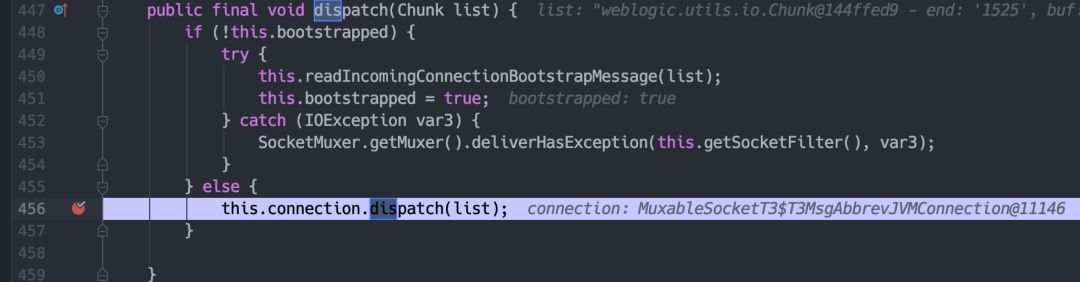 447 public final void dispatch(Chunk list) { list: "weblogic.utils.io.Chunk@144ffed9 - end: '1525', buf:
448 if (!this.bootstrapped) {
449 try {
450 this.readIncomingConnectionBootstrapMessage(list);
451 this.bootstrapped = true; bootstrapped: true
452 } catch (IOException var3) {
453 SocketMuxer.getMuxer().deliverHasException(this.getSocketFilter(), var3);
454 }
455 } else {
456 this.connection.dispatch(list); connection: MuxableSocketT3$T3MsgAbbrevJVMConnection@11146
457 }
458
459 }